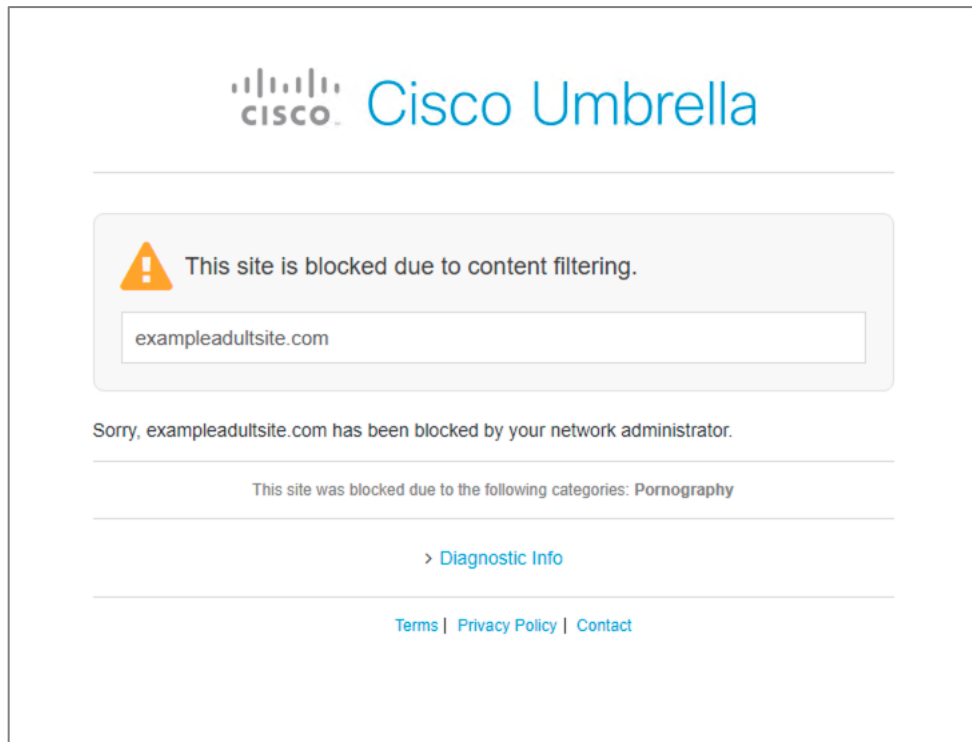 cisco Cisco Umbrella
This site is blocked due to content filtering.
exampleadultsite.com
Sorry, exampleadultsite.com has been blocked by your network administrator.
This site was blocked due to the following categories: Pornography
> Diagnostic Info
Terms | Privacy Policy | Contact